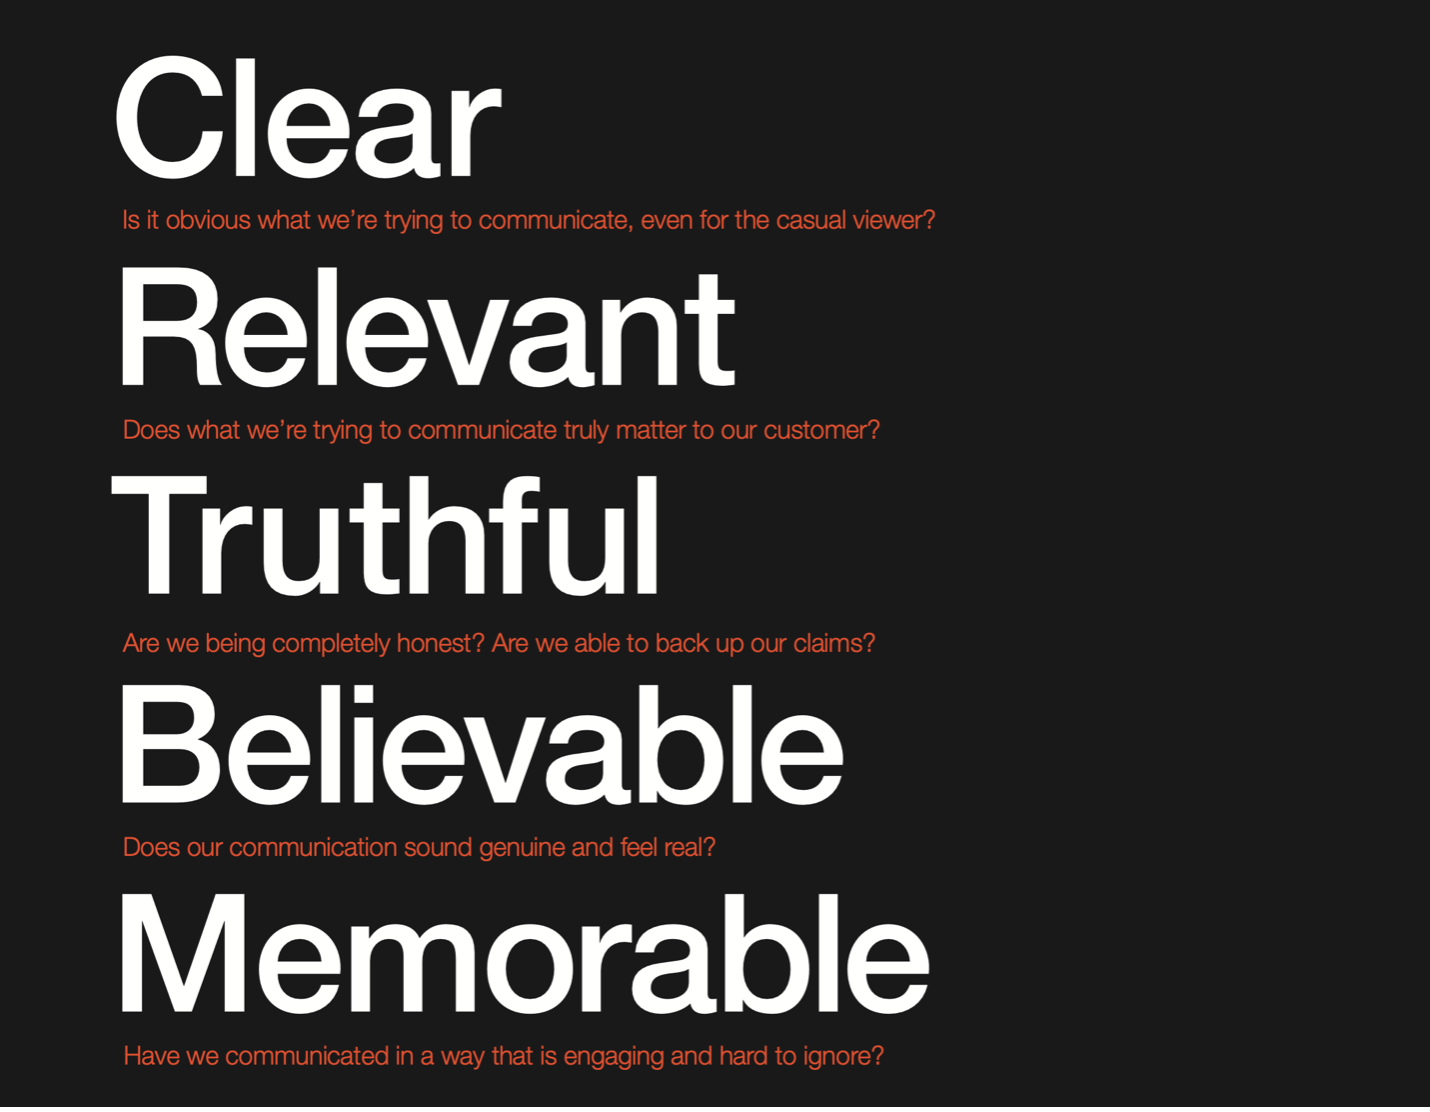 Clear
Is it obvious what we’re trying to communicate, even for the casual viewer?
Relevant
Does what we’re trying to communicate truly matter to our customer?
Truthful
Are we being completely honest? Are we able to back up our claims?
Believable
Does our communication sound genuine and feel real?
Memorable
Have we communicated in a way that is engaging and hard to ignore?